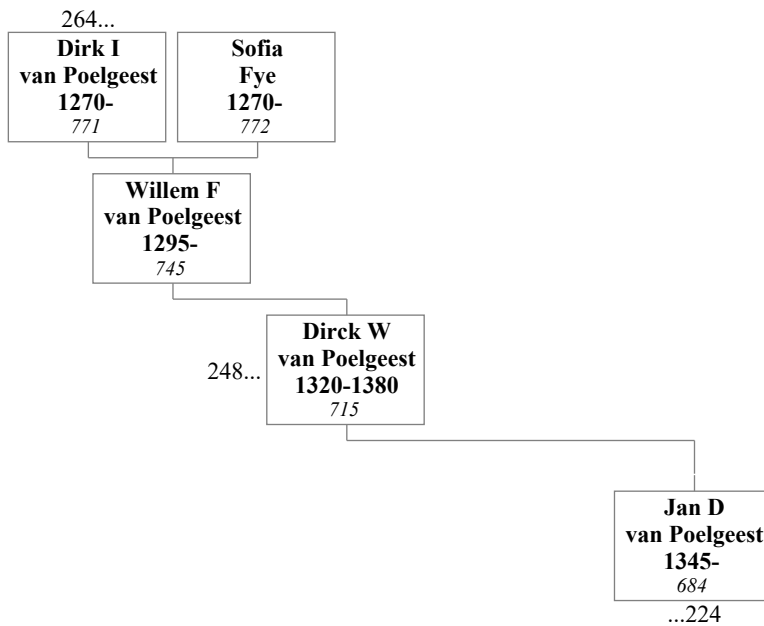 264...
Dirk I
van Poelgeest
1270-
771
Sofia
Fye
1270-
772
Willem F
van Poelgeest
1295-
745
248...
Dirck W
van Poelgeest
1320-1380
715
Jan D
van Poelgeest
1345-
684
...224